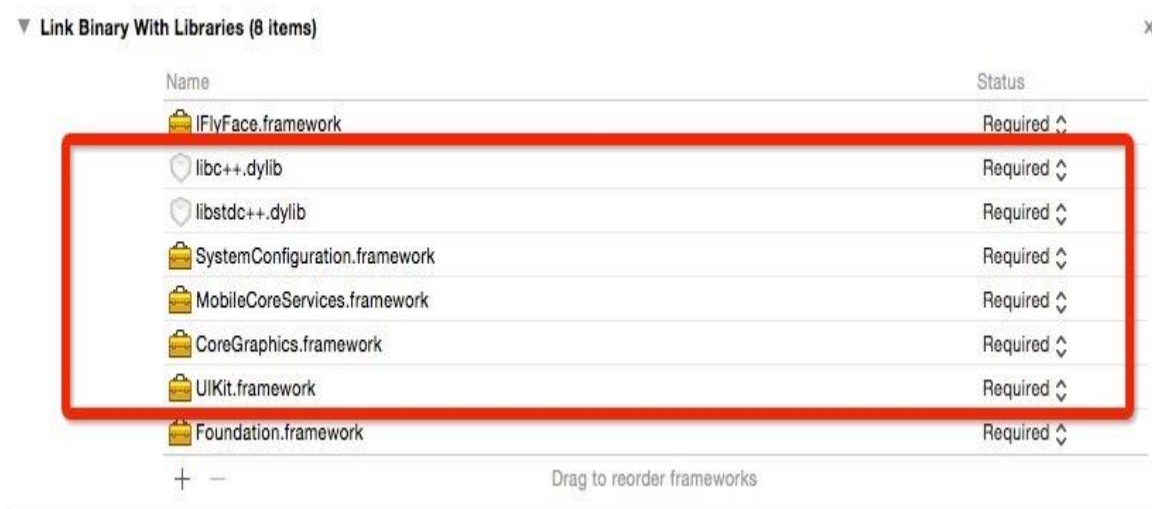 Link Binary With Libraries (8 items)
Name Status
IFlyFace.framework Required
libc++.dylib Required
libstdc++.dylib Required
SystemConfiguration.framework Required
MobileCoreServices.framework Required
CoreGraphics.framework Required
UIKit.framework Required
Foundation.framework Required
+ − Drag to reorder frameworks